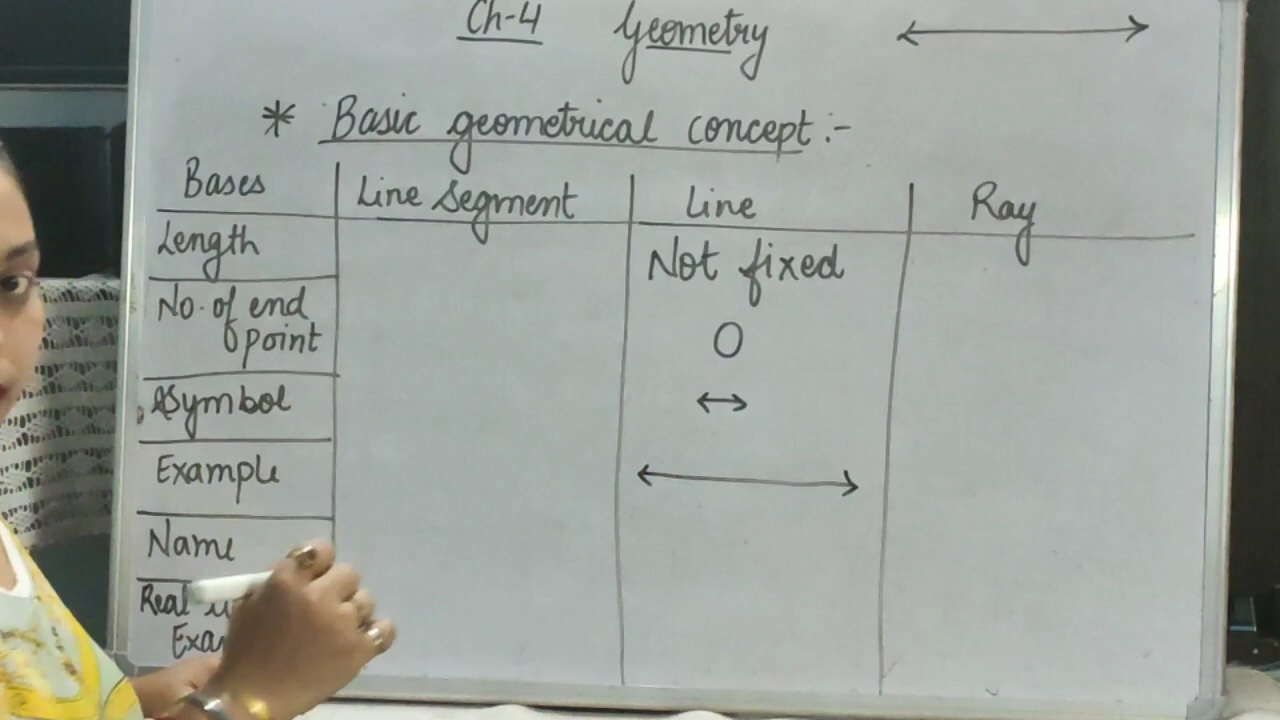 Ch-4 Geometry
* Basic geometrical concept :-
Bases Line Segment Line Ray
Length Not fixed
No. of end
point 0
Symbol
Example
Name
Real